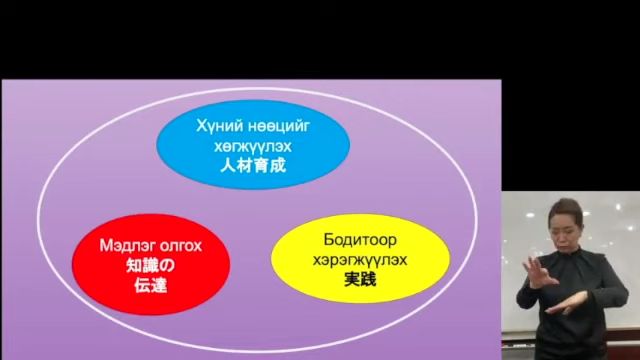 Хүний нөөцийг
хөгжүүлэх
人材育成
Мэдлэг олгох
知識の
伝達
Бодитоор
хэрэгжүүлэх
実践